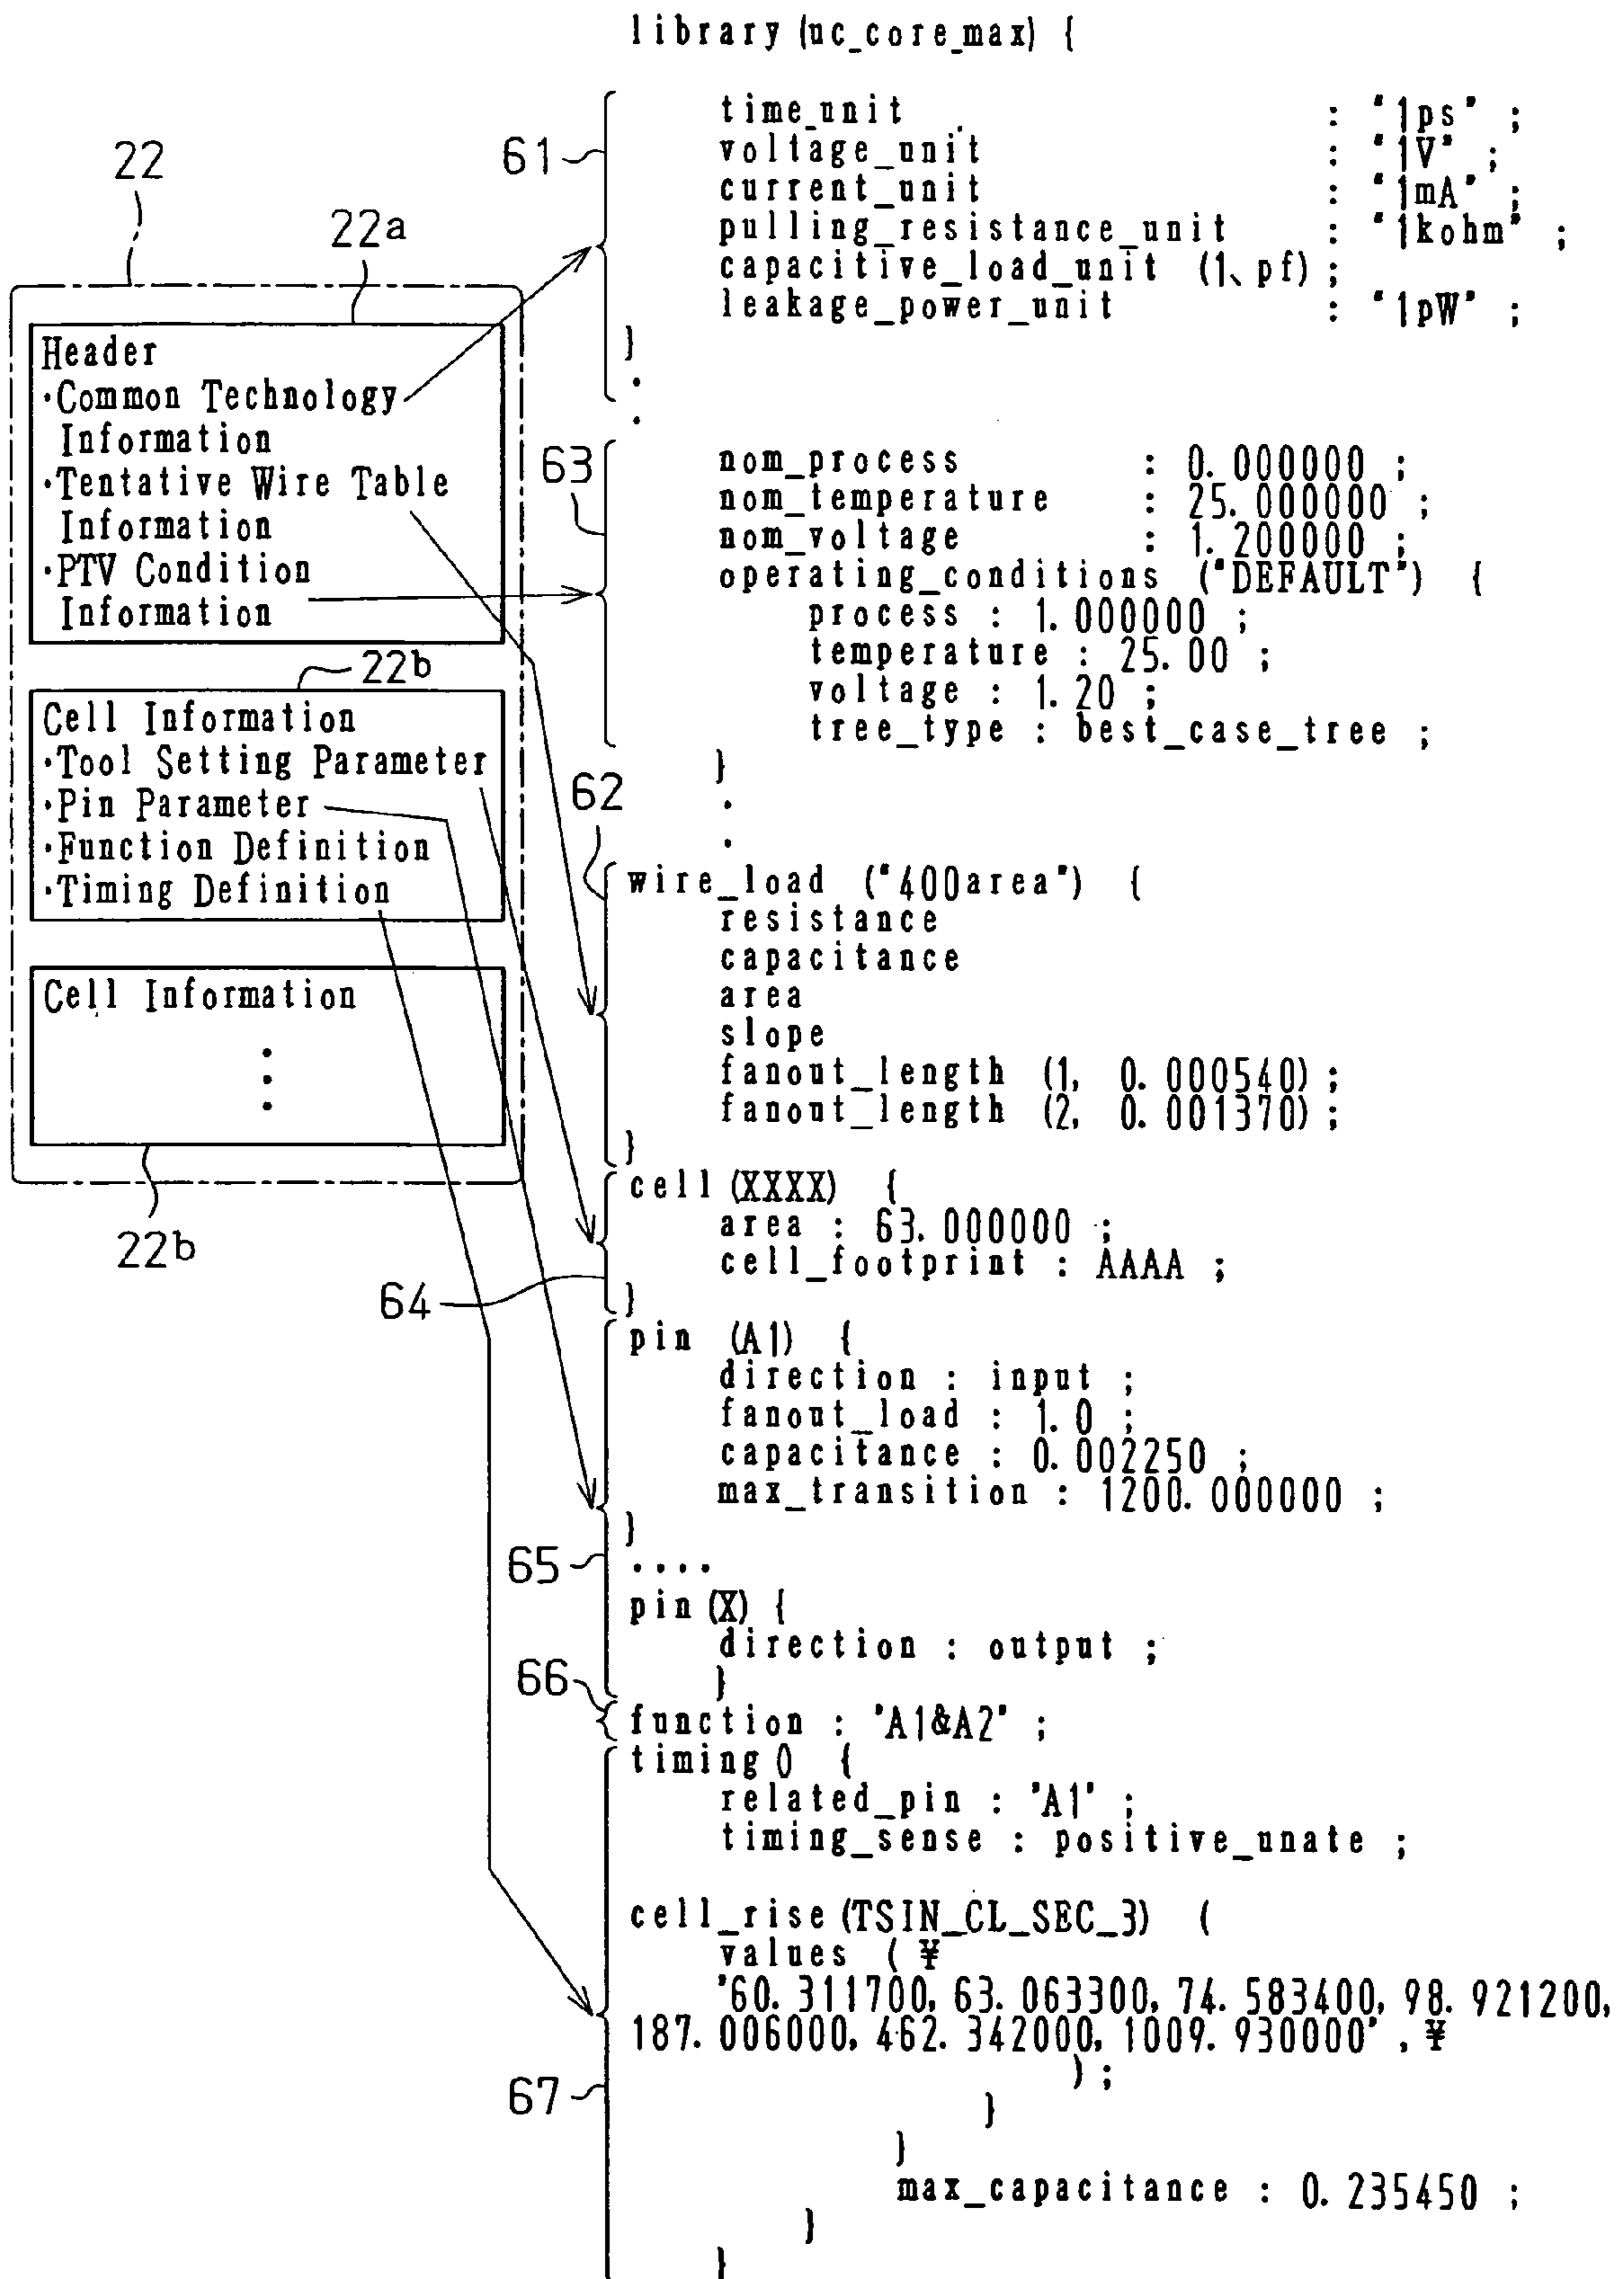 22
22a
Header
·Common Technology
Information
·Tentative Wire Table
Information
·PTV Condition
Information
22b
Cell Information
·Tool Setting Parameter
·Pin Parameter
·Function Definition
·Timing Definition
Cell Information
22b
library (uc_core_max) {
61
time_unit : "1ps" ;
voltage_unit : "1V" ;
current_unit : "1mA" ;
pulling_resistance_unit : "1kohm" ;
capacitive_load_unit (1、pf) ;
leakage_power_unit : "1pW" ;
}
.
.
63
nom_process : 0.000000 ;
nom_temperature : 25.000000 ;
nom_voltage : 1.200000 ;
operating_conditions ("DEFAULT") {
process : 1.000000 ;
temperature : 25.00 ;
voltage : 1.20 ;
tree_type : best_case_tree ;
}
.
.
62
wire_load ("400area") {
resistance
capacitance
area
slope
fanout_length (1, 0.000540) ;
fanout_length (2, 0.001370) ;
}
cell (XXXX) {
area : 63.000000 ;
cell_footprint : AAAA ;
}
64
pin (A1) {
direction : input ;
fanout_load : 1.0 ;
capacitance : 0.002250 ;
max_transition : 1200.000000 ;
}
65
....
pin (X) {
direction : output ;
}
66
function : "A1&A2" ;
timing () {
related_pin : "A1" ;
timing_sense : positive_unate ;
cell_rise (TSIN_CL_SEC_3) (
values ( ¥
"60.311700, 63.063300, 74.583400, 98.921200,
187.006000, 462.342000, 1009.930000" , ¥
) ;
67
}
}
max_capacitance : 0.235450 ;
}
}